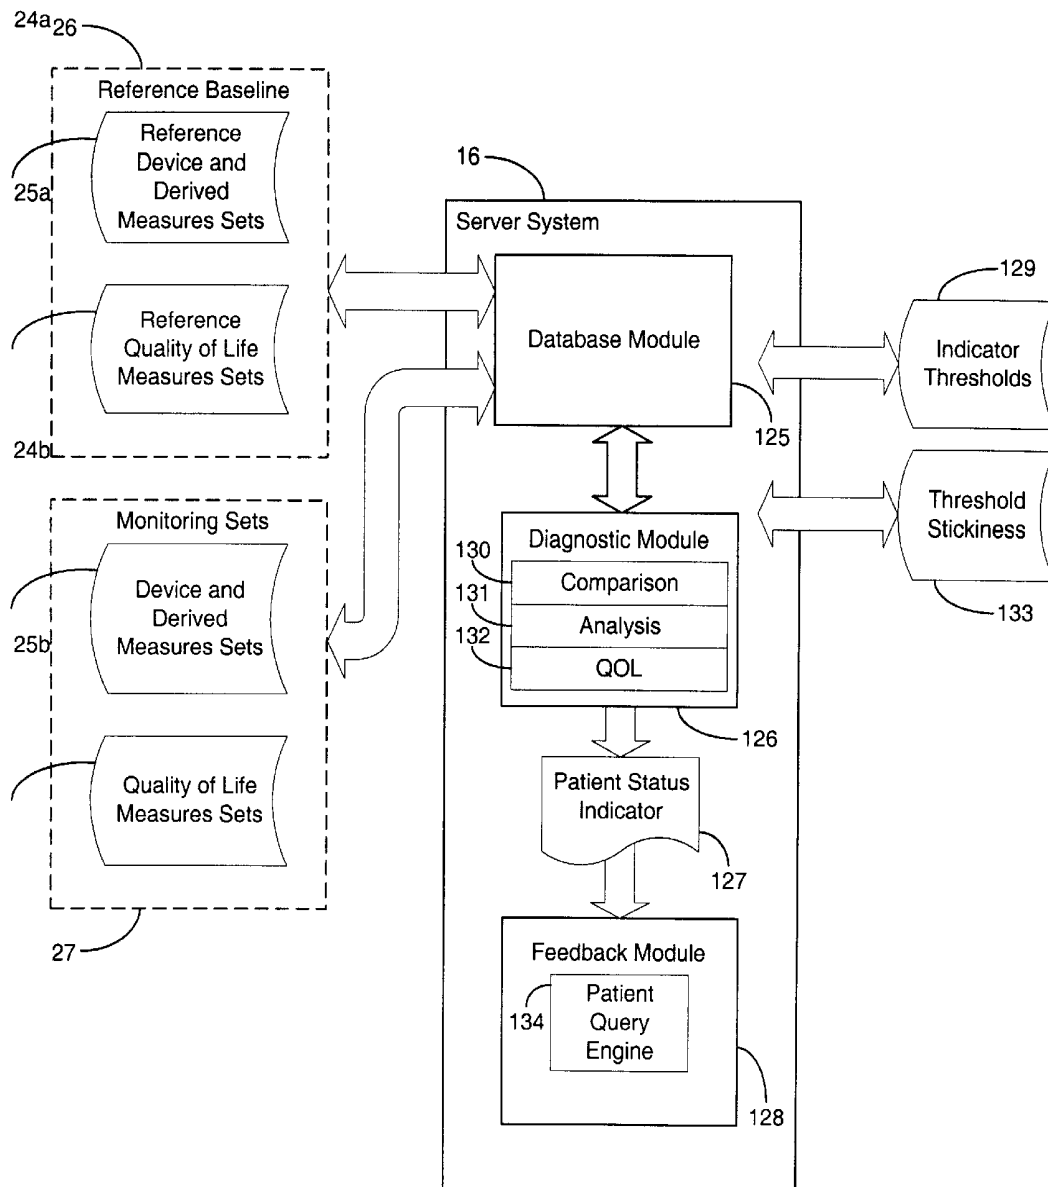 24a
26
Reference Baseline
Reference
Device and
Derived
Measures Sets
25a
Reference
Quality of Life
Measures Sets
24b
Monitoring Sets
Device and
Derived
Measures Sets
25b
Quality of Life
Measures Sets
27
16
Server System
Database Module
125
Diagnostic Module
130
Comparison
131
Analysis
132
QOL
126
Patient Status
Indicator
127
Feedback Module
134
Patient
Query
Engine
128
129
Indicator
Thresholds
Threshold
Stickiness
133